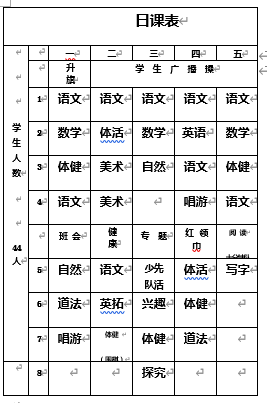 日课表
一 二 三 四 五
升旗 学生广播操
1 语文 语文 语文 语文 语文
2 数学 体活 数学 英语 数学
3 体健 美术 自然 语文 体健
4 语文 美术 唱游 语文
班会 健康 专题 红领巾 阅读
5 自然 语文 少先队活 体活 写字
6 道法 英拓 兴趣 体健
7 唱游 体健 体健 道法
8 探究
学生人数
44人